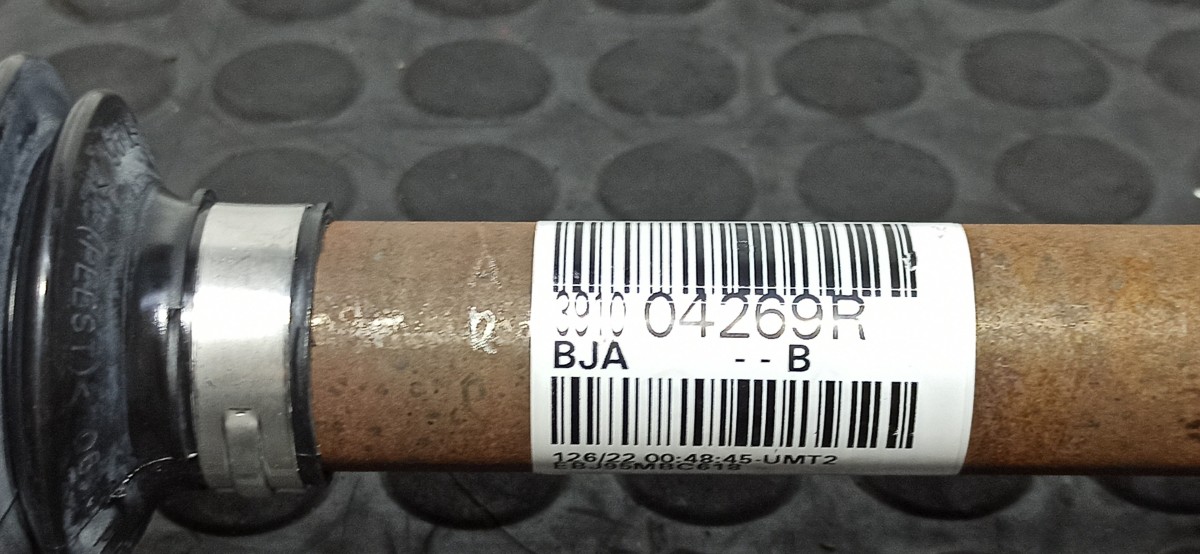 3910 04269R
BJA - - B
126/22 00:48:45-UMT2
EBJ95MBC618